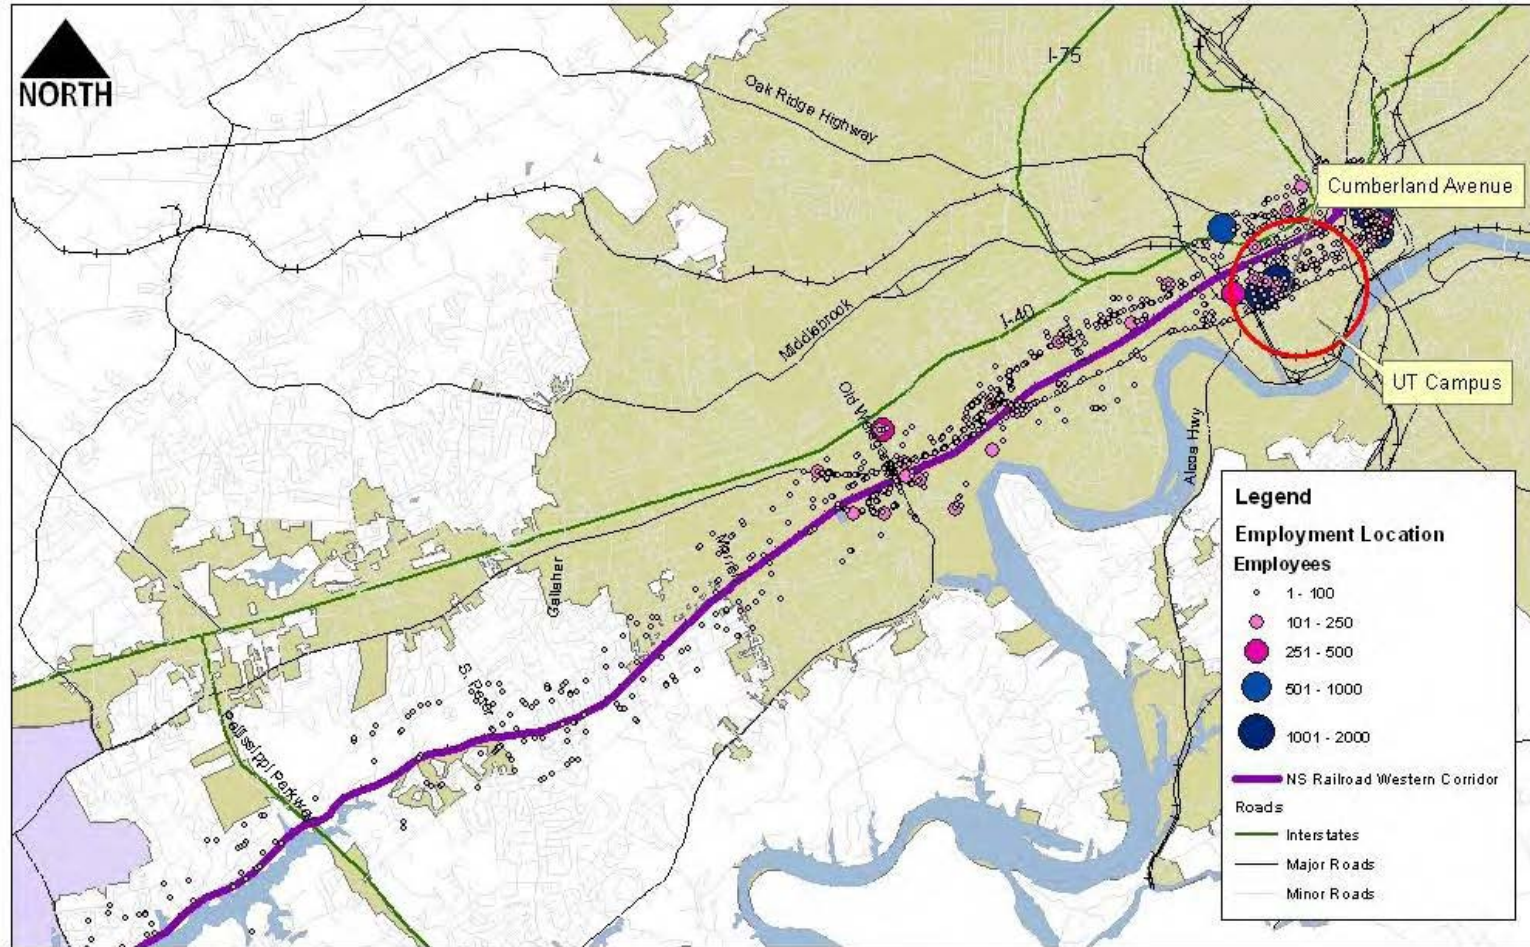 NORTH
I-75
Oak Ridge Highway
Cumberland Avenue
I-40
Middlebrook
UT Campus
Alcoa Hwy
Gallaher
S. Peters
Pellissippi Parkway
Legend
Employment Location
Employees
1 - 100
101 - 250
251 - 500
501 - 1000
1001 - 2000
NS Railroad Western Corridor
Roads
Interstates
Major Roads
Minor Roads